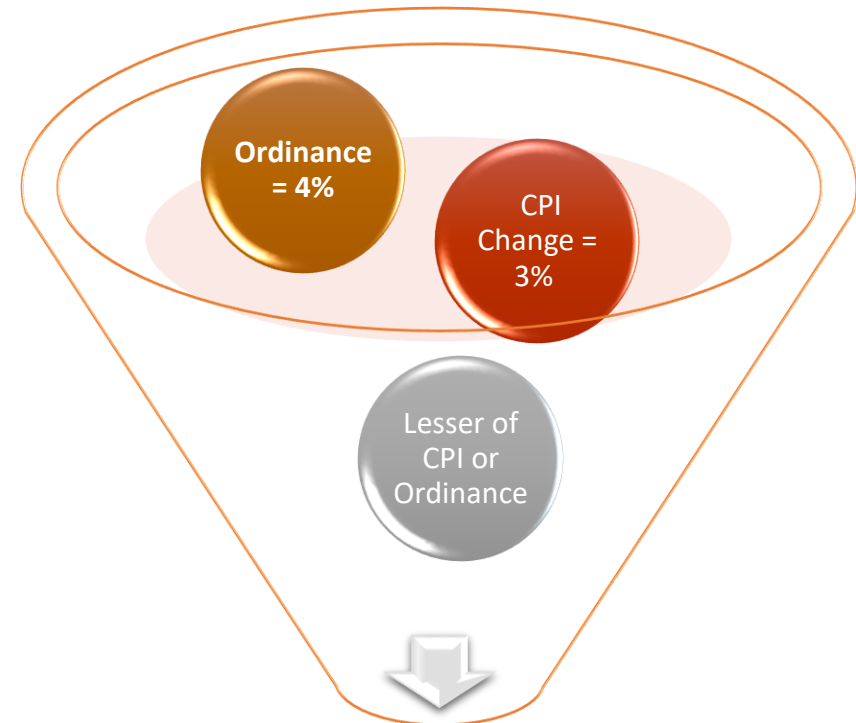 Ordinance
= 4%
CPI
Change =
3%
Lesser of
CPI or
Ordinance